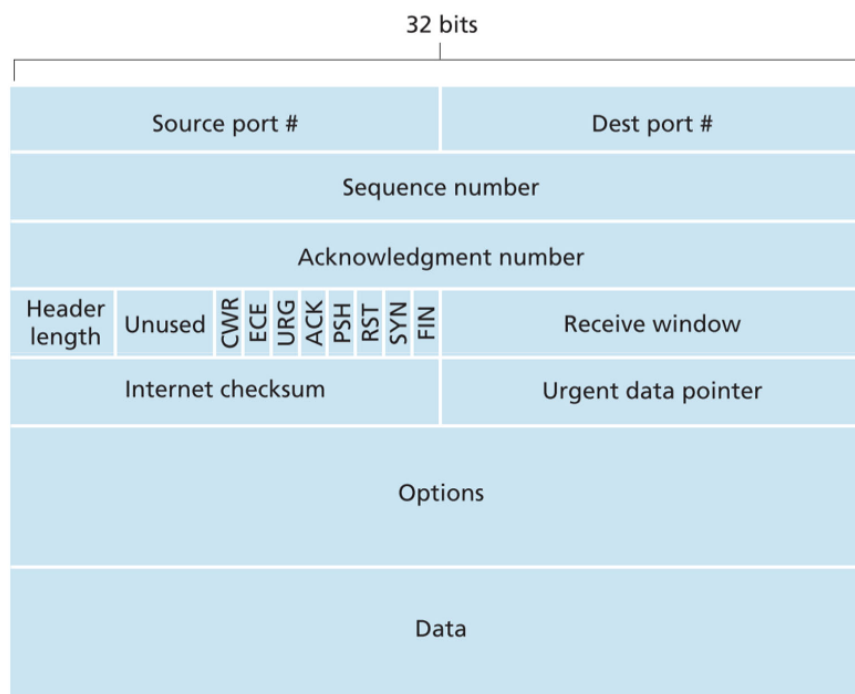 32 bits
Source port #
Dest port #
Sequence number
Acknowledgment number
Header
length
Unused
CWR
ECE
URG
ACK
PSH
RST
SYN
FIN
Receive window
Internet checksum
Urgent data pointer
Options
Data